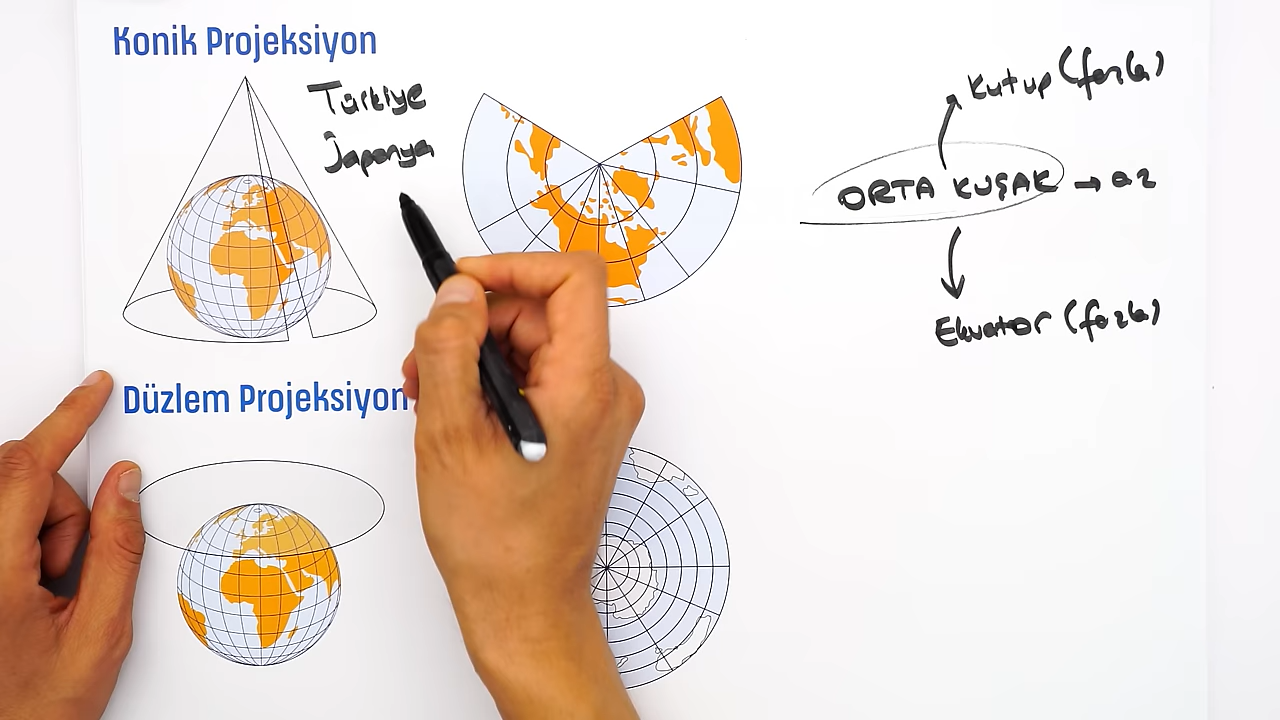 Konik Projeksiyon
Türkiye
Japonya
Kutup (fazla)
ORTA KUŞAK → az
Ekvator (fazla)
Düzlem Projeksiyon